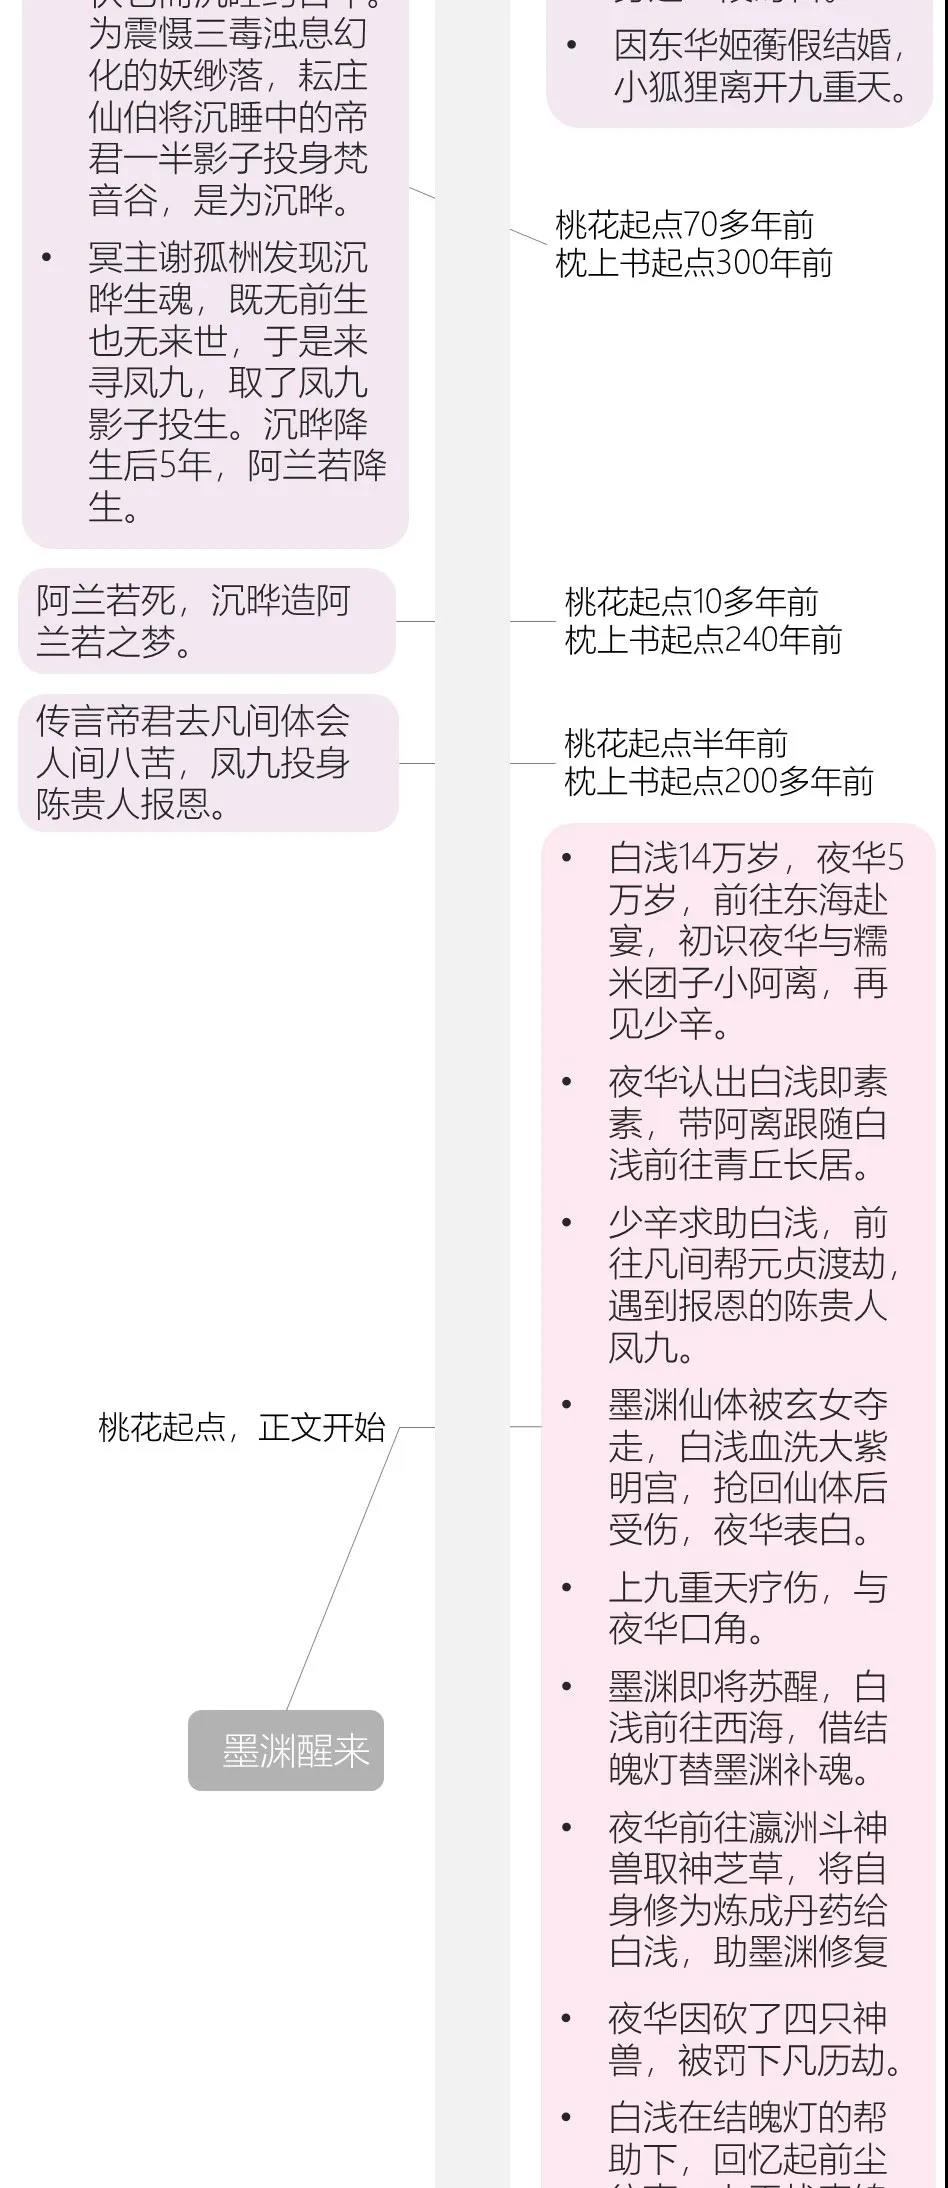 为震慑三毒浊息幻
化的妖缈落，耘庄
仙伯将沉睡中的帝
君一半影子投身梵
音谷，是为沉晔。
• 冥主谢孤栦发现沉
晔生魂，既无前生
也无来世，于是来
寻凤九，取了凤九
影子投生。沉晔降
生后5年，阿兰若降
生。
• 因东华姬蘅假结婚，
小狐狸离开九重天。
桃花起点70多年前
枕上书起点300年前
阿兰若死，沉晔造阿
兰若之梦。
桃花起点10多年前
枕上书起点240年前
传言帝君去凡间体会
人间八苦，凤九投身
陈贵人报恩。
桃花起点半年前
枕上书起点200多年前
桃花起点，正文开始
墨渊醒来
• 白浅14万岁，夜华5
万岁，前往东海赴
宴，初识夜华与糯
米团子小阿离，再
见少辛。
• 夜华认出白浅即素
素，带阿离跟随白
浅前往青丘长居。
• 少辛求助白浅，前
往凡间帮元贞渡劫，
遇到报恩的陈贵人
凤九。
• 墨渊仙体被玄女夺
走，白浅血洗大紫
明宫，抢回仙体后
受伤，夜华表白。
• 上九重天疗伤，与
夜华口角。
• 墨渊即将苏醒，白
浅前往西海，借结
魄灯替墨渊补魂。
• 夜华前往瀛洲斗神
兽取神芝草，将自
身修为炼成丹药给
白浅，助墨渊修复
• 夜华因砍了四只神
兽，被罚下凡历劫。
• 白浅在结魄灯的帮
助下，回忆起前尘